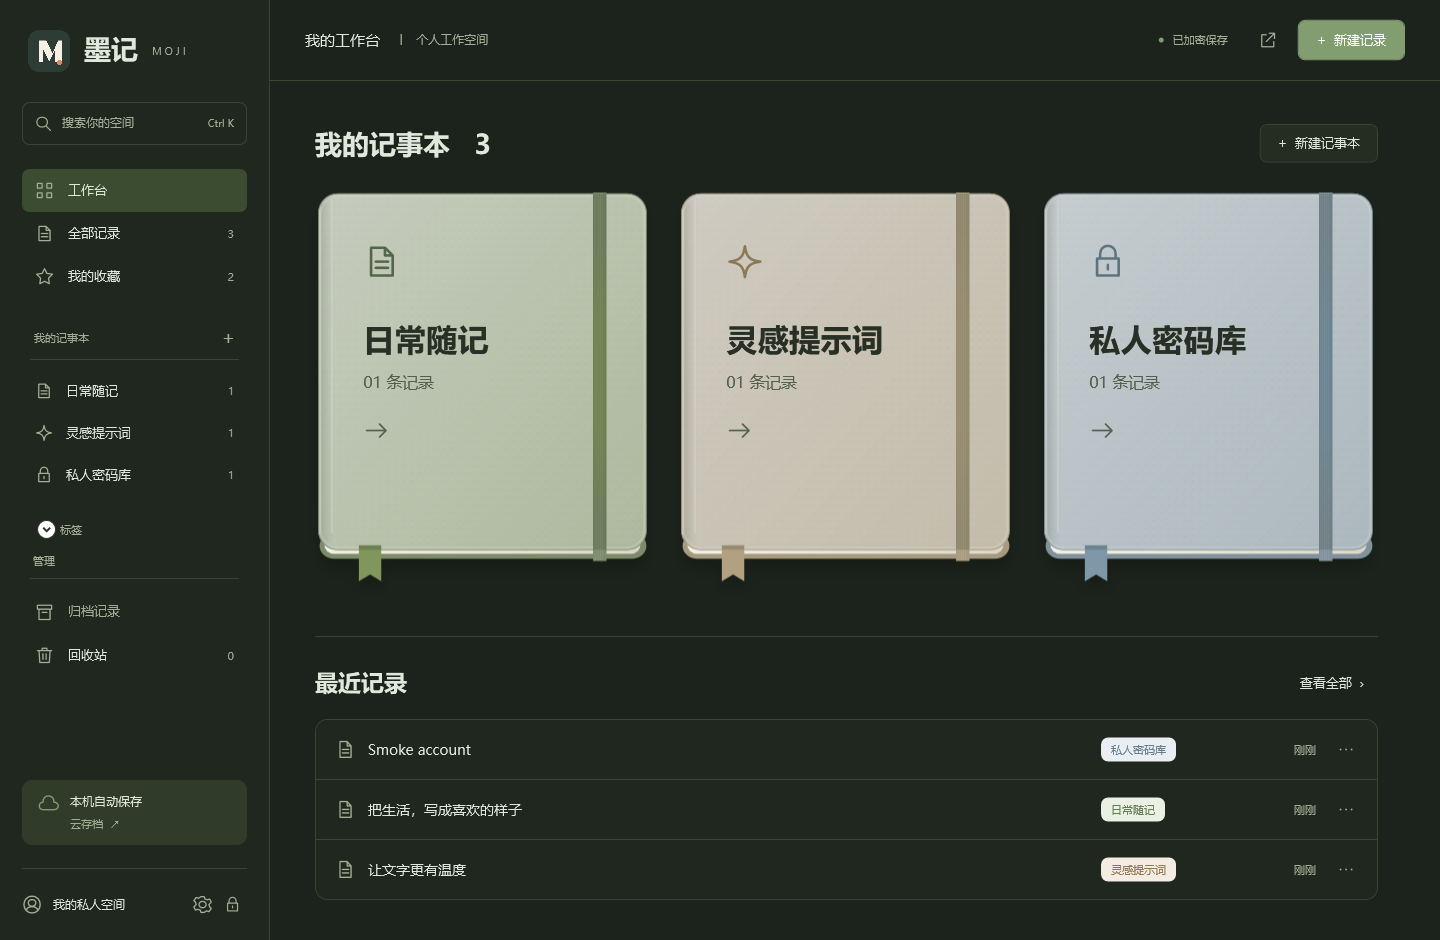 墨记 MOJI
搜索你的空间 Ctrl K
工作台
全部记录 3
我的收藏 2
我的记事本 +
日常随记 1
灵感提示词 1
私人密码库 1
标签
管理
归档记录
回收站 0
本机自动保存
云存档 ↗
我的私人空间
我的工作台 | 个人工作空间
已加密保存
+ 新建记录
我的记事本 3
+ 新建记事本
日常随记
01 条记录
→
灵感提示词
01 条记录
→
私人密码库
01 条记录
→
最近记录
查看全部 ›
Smoke account 私人密码库 刚刚 ···
把生活，写成喜欢的样子 日常随记 刚刚 ···
让文字更有温度 灵感提示词 刚刚 ···